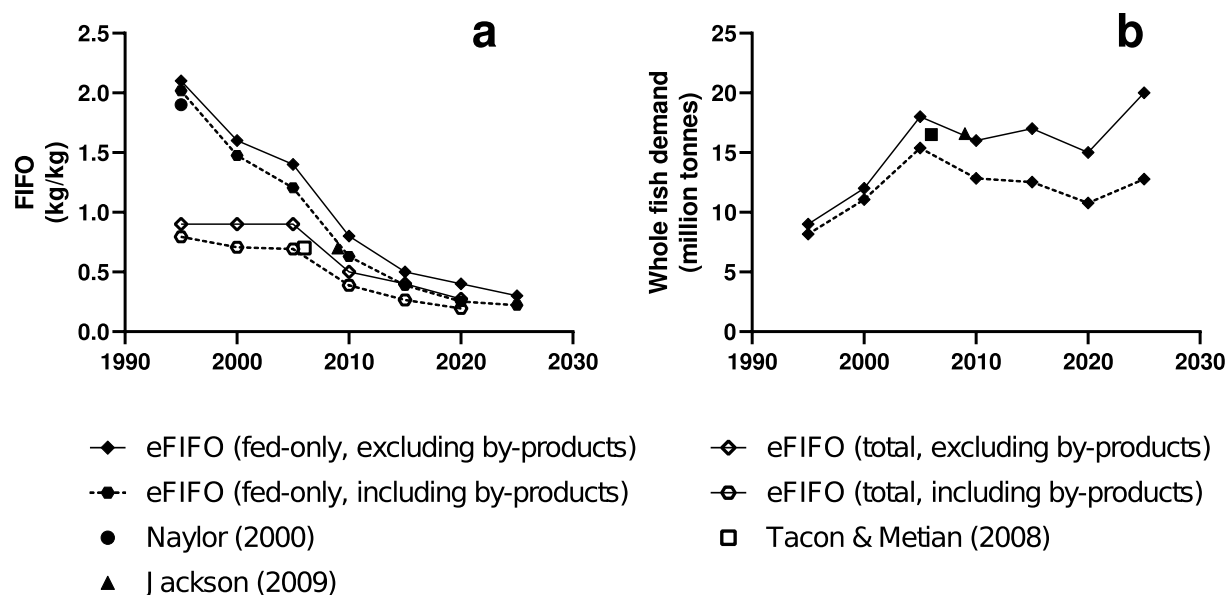 a
2.5
2.0
1.5
1.0
0.5
0.0
FIFO
(kg/kg)
1990 2000 2010 2020 2030
b
25
20
15
10
5
0
Whole fish demand
(million tonnes)
1990 2000 2010 2020 2030
eFIFO (fed-only, excluding by-products)
eFIFO (fed-only, including by-products)
Naylor (2000)
Jackson (2009)
eFIFO (total, excluding by-products)
eFIFO (total, including by-products)
Tacon & Metian (2008)